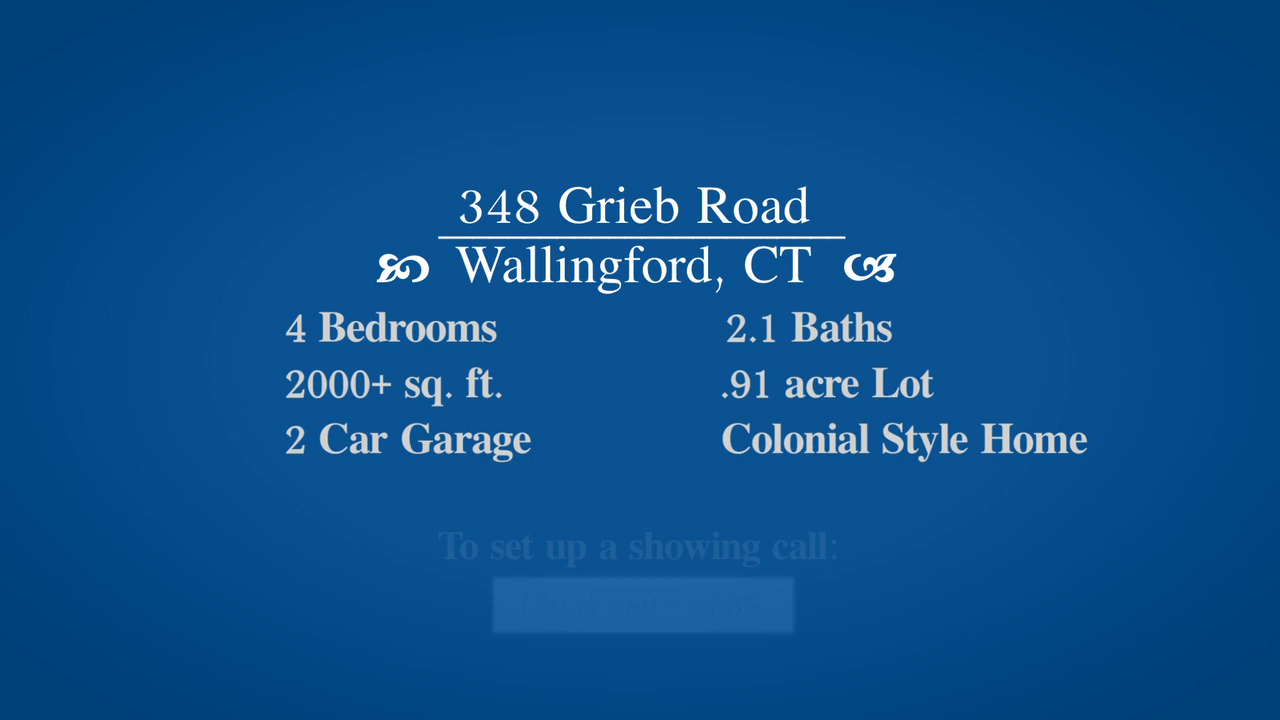 348 Grieb Road
Wallingford, CT
4 Bedrooms
2.1 Baths
2000+ sq. ft.
.91 acre Lot
2 Car Garage
Colonial Style Home
To set up a showing call: